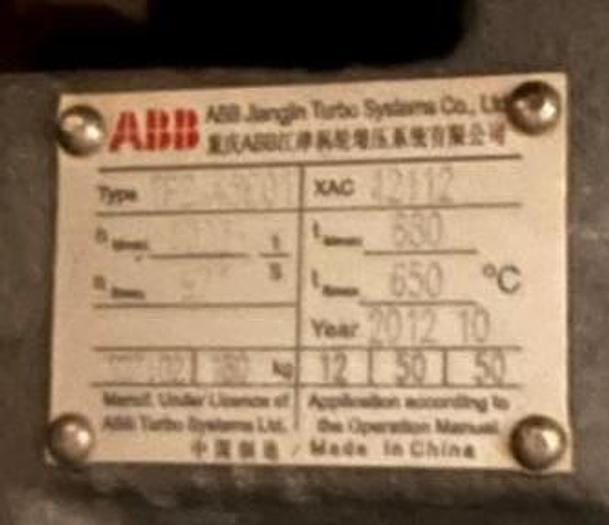 ABB ABB Jiangjin Turbo Systems Co., Ltd
重庆ABB江津涡轮增压系统有限公司
Type XAC 42112
n 1/s t 630
n t 650 °C
Year 2012 10
180 kg 12 50 50
Manuf. Under Licence of Application according to
ABB Turbo Systems Ltd. the Operation Manual
中国制造 / Made in China